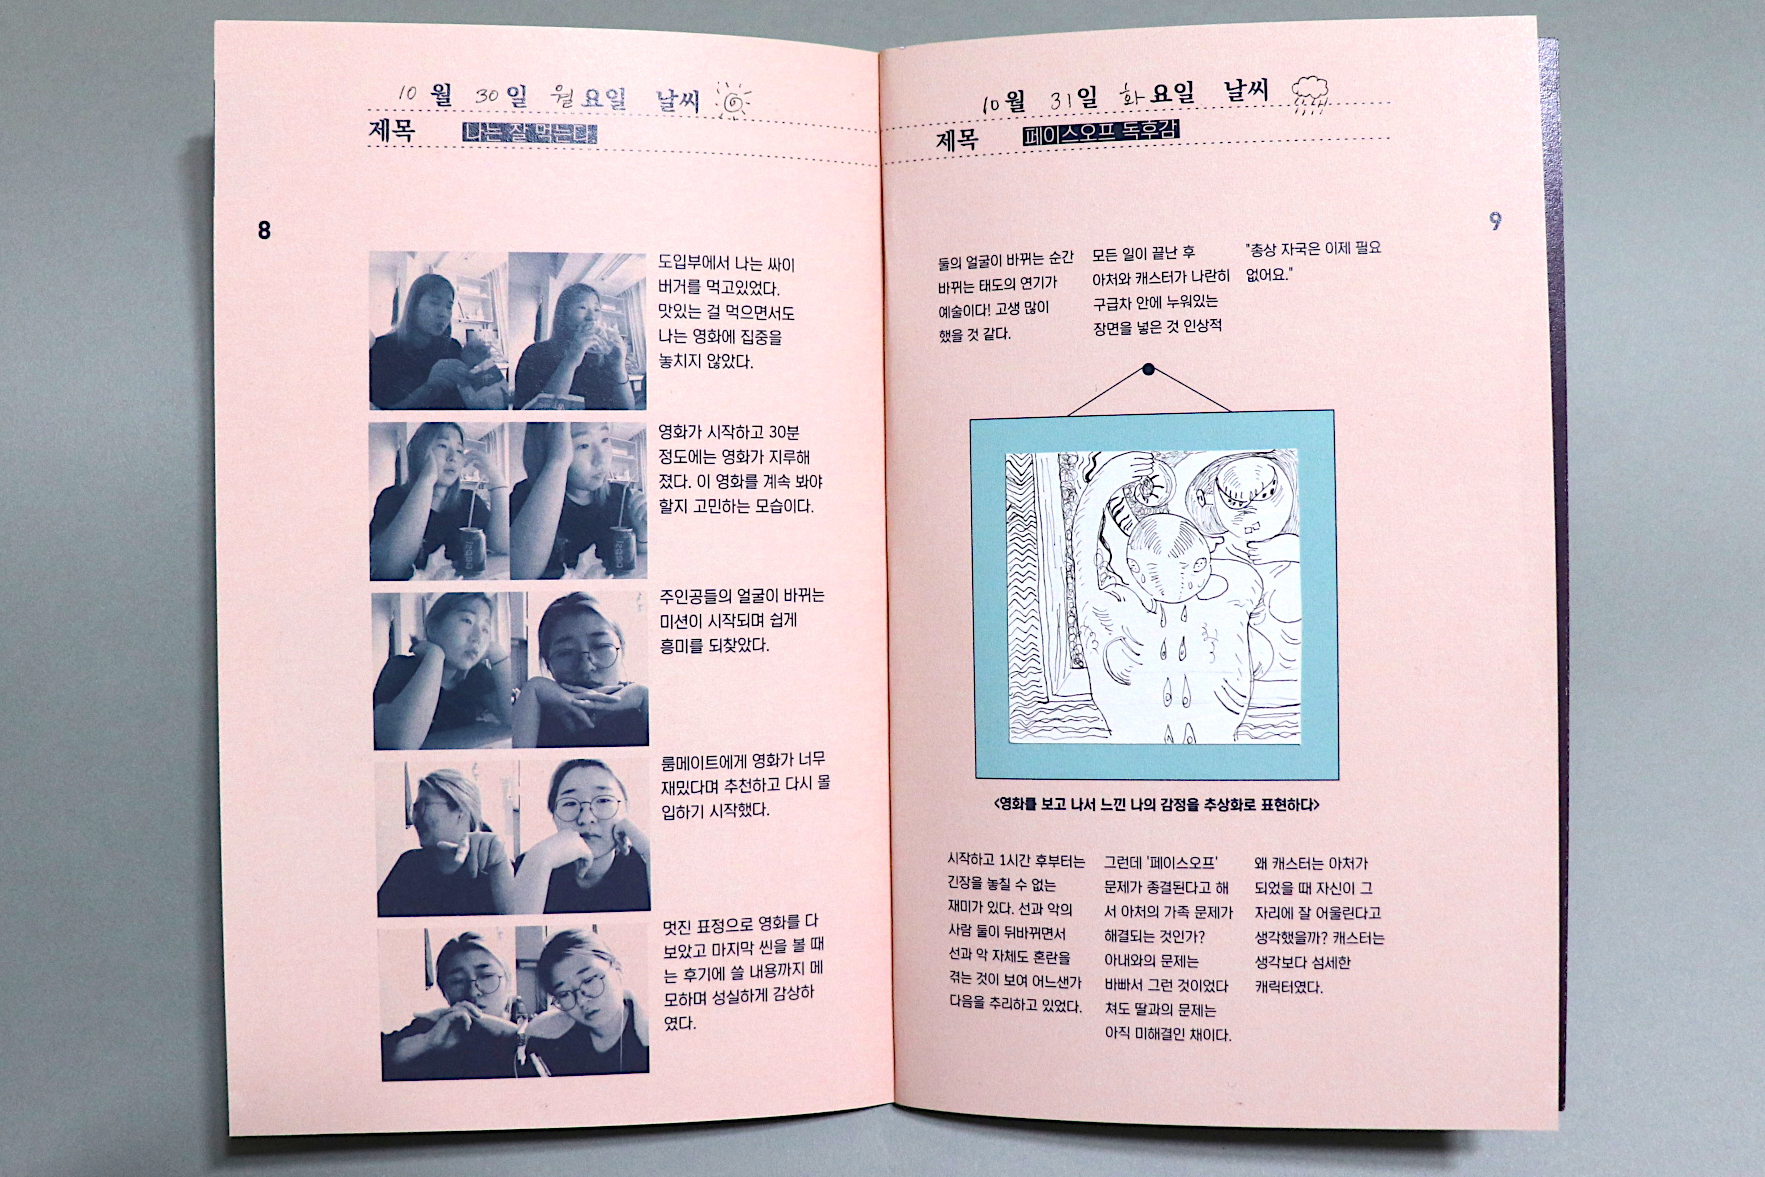 10월 30일 월요일 날씨
제목 나는 잘 먹는다
8
도입부에서 나는 싸이
버거를 먹고있었다.
맛있는 걸 먹으면서도
나는 영화에 집중을
놓치지 않았다.
영화가 시작하고 30분
정도에는 영화가 지루해
졌다. 이 영화를 계속 봐야
할지 고민하는 모습이다.
주인공들의 얼굴이 바뀌는
미션이 시작되며 쉽게
흥미를 되찾았다.
룸메이트에게 영화가 너무
재밌다며 추천하고 다시 몰
입하기 시작했다.
멋진 표정으로 영화를 다
보았고 마지막 씬을 볼 때
는 후기에 쓸 내용까지 메
모하며 성실하게 감상하
였다.
10월 31일 화요일 날씨
제목 페이스오프 독후감
9
둘의 얼굴이 바뀌는 순간
바뀌는 태도의 연기가
예술이다! 고생 많이
했을 것 같다.
모든 일이 끝난 후
아처와 캐스터가 나란히
구급차 안에 누워있는
장면을 넣은 것 인상적
"총상 자국은 이제 필요
없어요."
<영화를 보고 나서 느낀 나의 감정을 추상화로 표현하다>
시작하고 1시간 후부터는
긴장을 놓칠 수 없는
재미가 있다. 선과 악의
사람 둘이 뒤바뀌면서
선과 악 자체도 혼란을
겪는 것이 보여 어느샌가
다음을 추리하고 있었다.
그런데 '페이스오프'
문제가 종결된다고 해
서 아처의 가족 문제가
해결되는 것인가?
아내와의 문제는
바빠서 그런 것이었다
쳐도 딸과의 문제는
아직 미해결인 채이다.
왜 캐스터는 아처가
되었을 때 자신이 그
자리에 잘 어울린다고
생각했을까? 캐스터는
생각보다 섬세한
캐릭터였다.